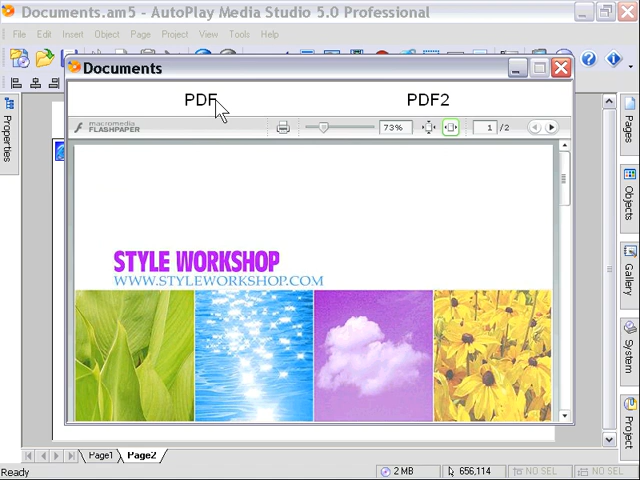 Documents.am5 - AutoPlay Media Studio 5.0 Professional
File Edit Insert Object Page Project Publish Tools View Tools Help
Documents
PDF PDF2
macromedia
FLASHPAPER
73% 1 /2
STYLE WORKSHOP
WWW.STYLEWORKSHOP.COM
Properties
Pages
Objects
Gallery
System
Project
Page1 Page2
Ready 2 MB 656,114 NO SEL NO SEL